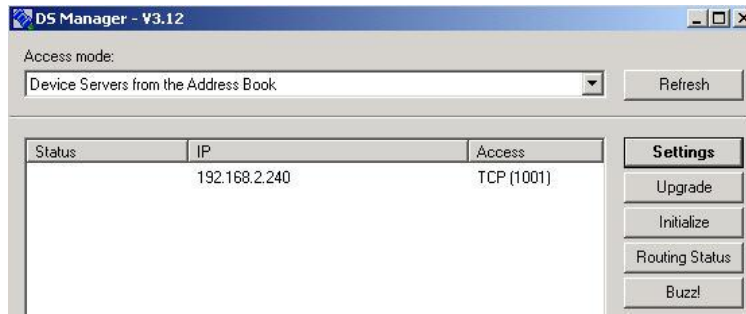 DS Manager - V3.12
Access mode:
Device Servers from the Address Book
Refresh
Status IP Access
192.168.2.240 TCP (1001)
Settings
Upgrade
Initialize
Routing Status
Buzz!